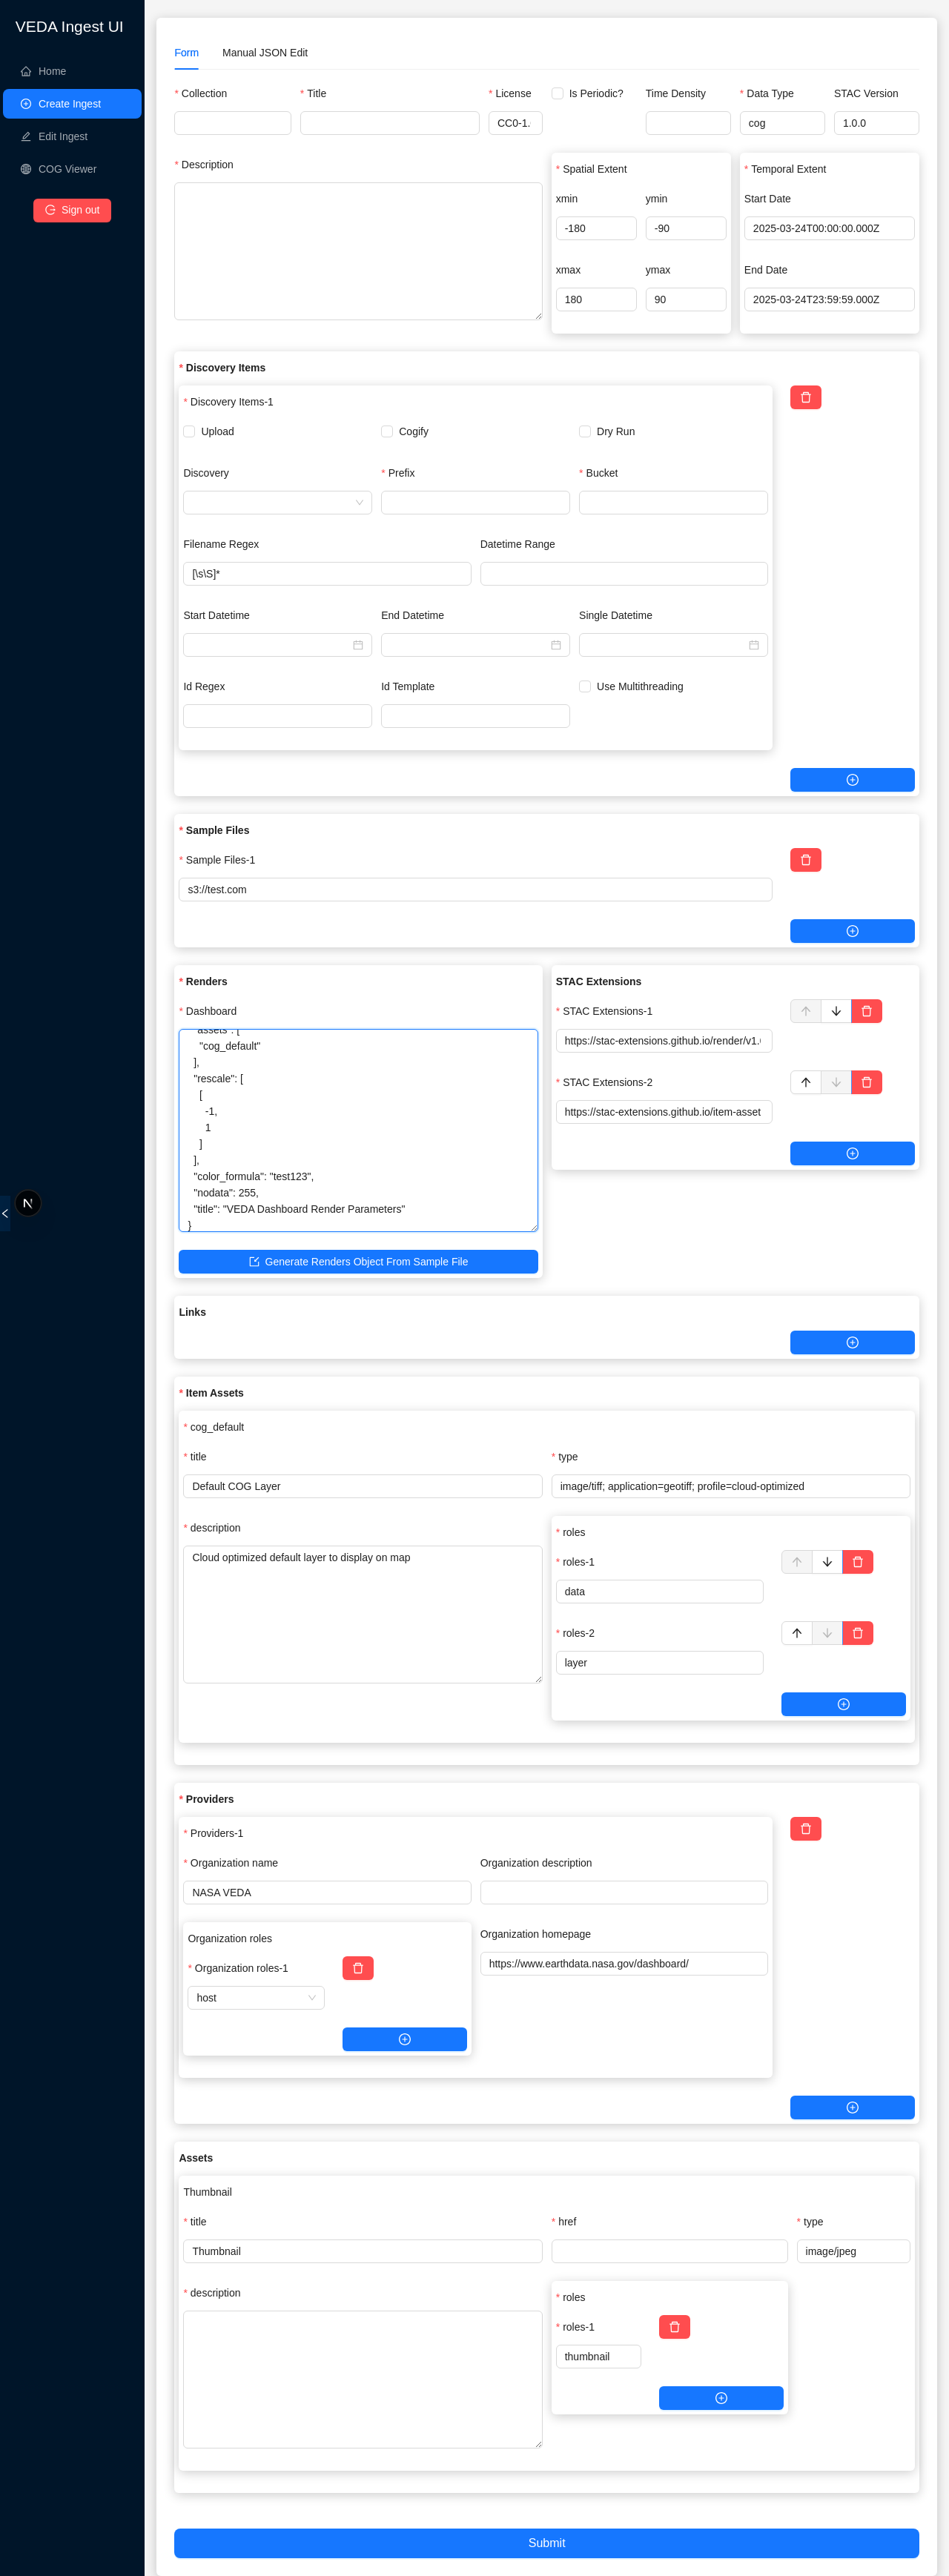 VEDA Ingest UI
Home
Create Ingest
Edit Ingest
COG Viewer
Sign out
Form Manual JSON Edit
* Collection * Title * License Is Periodic? Time Density * Data Type STAC Version
CC0-1. cog 1.0.0
* Description
* Spatial Extent
xmin ymin
-180 -90
xmax ymax
180 90
* Temporal Extent
Start Date
2025-03-24T00:00:00.000Z
End Date
2025-03-24T23:59:59.000Z
* Discovery Items
* Discovery Items-1
Upload Cogify Dry Run
Discovery * Prefix * Bucket
Filename Regex Datetime Range
[\s\S]*
Start Datetime End Datetime Single Datetime
Id Regex Id Template Use Multithreading
* Sample Files
* Sample Files-1
s3://test.com
* Renders
* Dashboard
"assets": [
"cog_default"
],
"rescale": [
[
-1,
1
]
],
"color_formula": "test123",
"nodata": 255,
"title": "VEDA Dashboard Render Parameters"
}
Generate Renders Object From Sample File
STAC Extensions
* STAC Extensions-1
https://stac-extensions.github.io/render/v1.
* STAC Extensions-2
https://stac-extensions.github.io/item-asset
N
Links
* Item Assets
* cog_default
* title * type
Default COG Layer image/tiff; application=geotiff; profile=cloud-optimized
* description
Cloud optimized default layer to display on map
* roles
* roles-1
data
* roles-2
layer
* Providers
* Providers-1
* Organization name Organization description
NASA VEDA
Organization roles
* Organization roles-1
host
Organization homepage
https://www.earthdata.nasa.gov/dashboard/
Assets
Thumbnail
* title * href * type
Thumbnail image/jpeg
* description
* roles
* roles-1
thumbnail
Submit